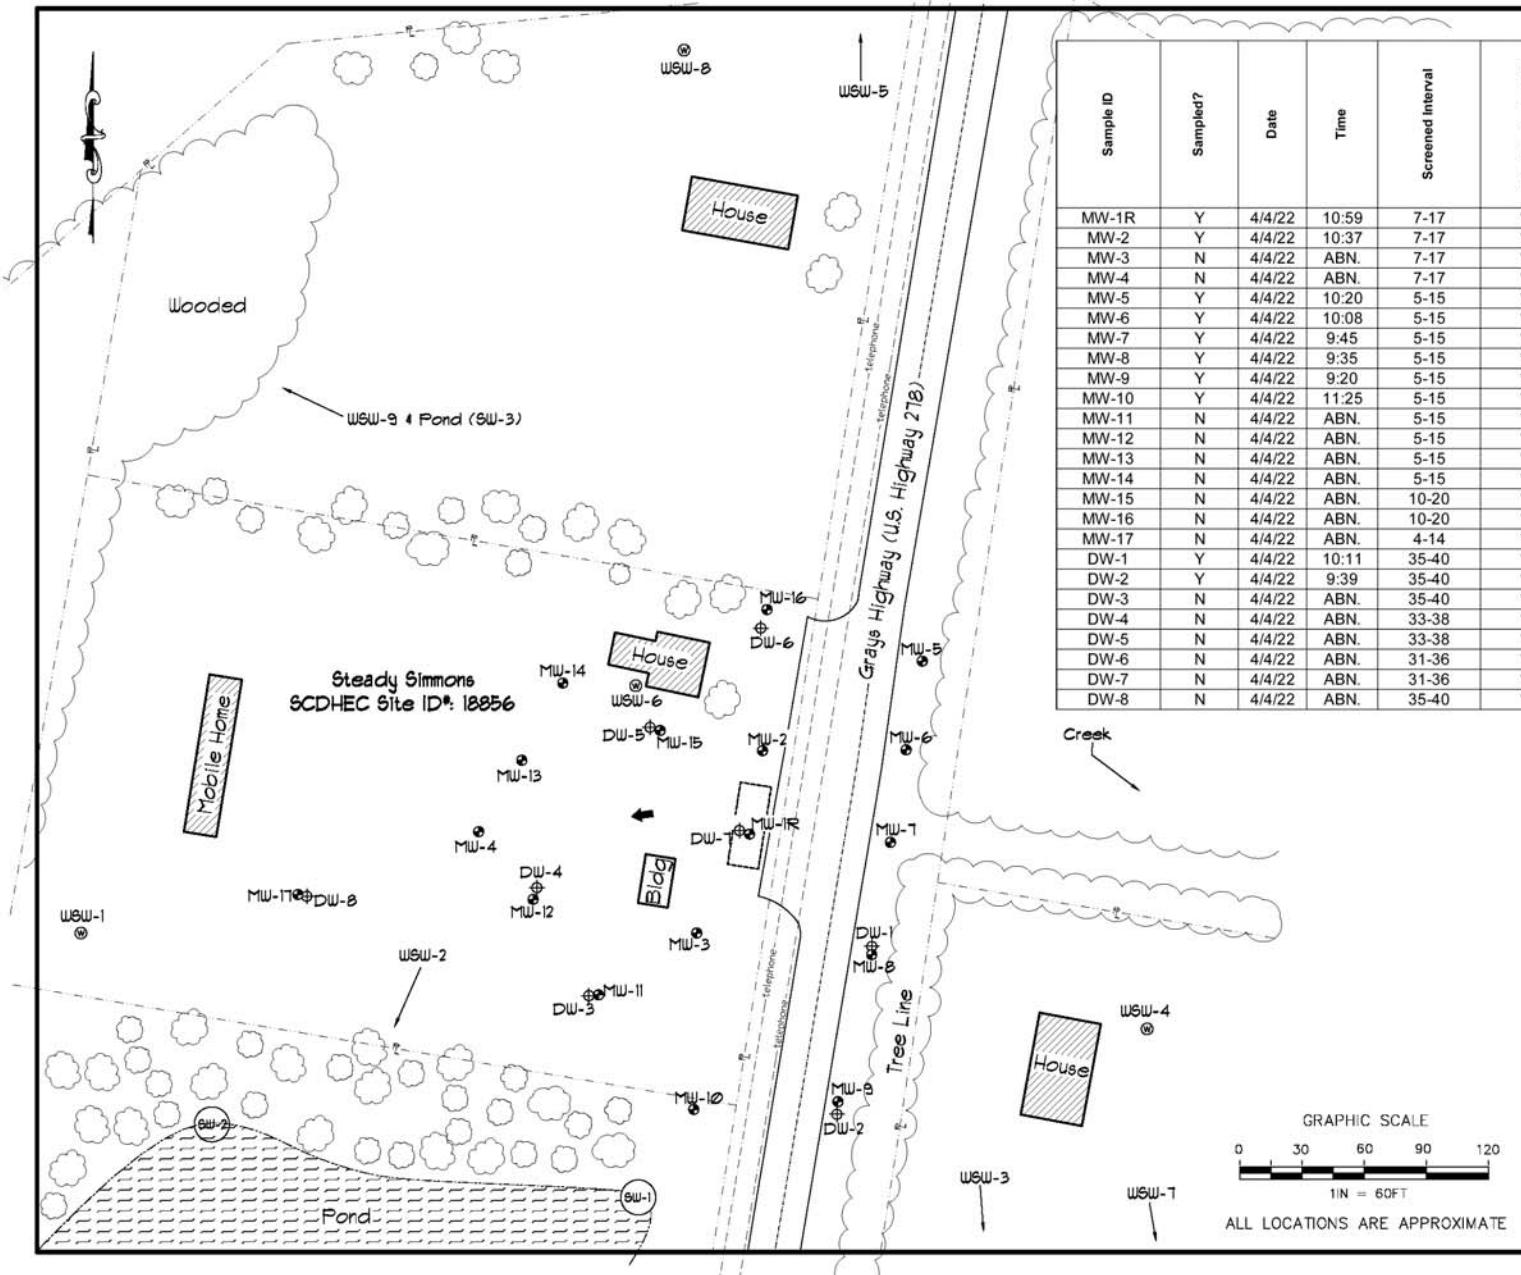 WSW-8
WSW-5
House
Wooded
WSW-9 & Pond (SW-3)
telephone
telephone
Grays Highway (U.S. Highway 278)
MW-16
DW-6
MW-5
House
MW-14
Steady Simmons
SCDHEC Site ID#: 18856
WSW-6
DW-5
MW-15
MW-2
MW-6
Mobile Home
MW-13
DW-7
MW-1R
MW-7
MW-4
Bldg
DW-4
MW-12
MW-17
DW-8
WSW-1
MW-3
DW-1
MW-8
WSW-2
telephone
telephone
MW-11
DW-3
Tree Line
WSW-4
House
MW-10
MW-9
DW-2
SW-2
SW-1
Pond
WSW-3
WSW-7
Creek
Sample ID Sampled? Date Time Screened Interval
MW-1R Y 4/4/22 10:59 7-17
MW-2 Y 4/4/22 10:37 7-17
MW-3 N 4/4/22 ABN. 7-17
MW-4 N 4/4/22 ABN. 7-17
MW-5 Y 4/4/22 10:20 5-15
MW-6 Y 4/4/22 10:08 5-15
MW-7 Y 4/4/22 9:45 5-15
MW-8 Y 4/4/22 9:35 5-15
MW-9 Y 4/4/22 9:20 5-15
MW-10 Y 4/4/22 11:25 5-15
MW-11 N 4/4/22 ABN. 5-15
MW-12 N 4/4/22 ABN. 5-15
MW-13 N 4/4/22 ABN. 5-15
MW-14 N 4/4/22 ABN. 5-15
MW-15 N 4/4/22 ABN. 10-20
MW-16 N 4/4/22 ABN. 10-20
MW-17 N 4/4/22 ABN. 4-14
DW-1 Y 4/4/22 10:11 35-40
DW-2 Y 4/4/22 9:39 35-40
DW-3 N 4/4/22 ABN. 35-40
DW-4 N 4/4/22 ABN. 33-38
DW-5 N 4/4/22 ABN. 33-38
DW-6 N 4/4/22 ABN. 31-36
DW-7 N 4/4/22 ABN. 31-36
DW-8 N 4/4/22 ABN. 35-40
GRAPHIC SCALE
0 30 60 90 120
1IN = 60FT
ALL LOCATIONS ARE APPROXIMATE